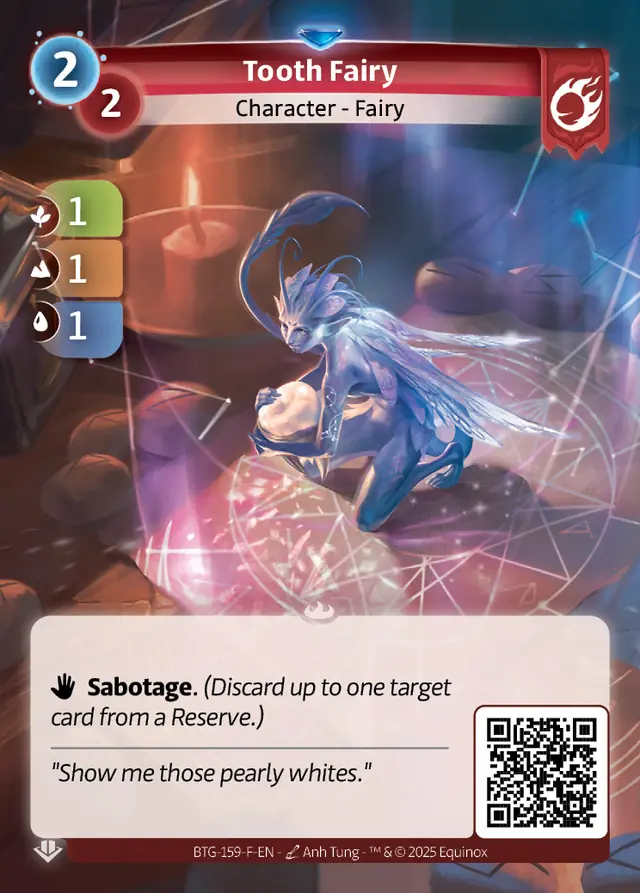 2
Tooth Fairy
2
Character - Fairy
1
1
1
Sabotage. (Discard up to one target
card from a Reserve.)
"Show me those pearly whites."
BTG-159-F-EN - Anh Tung - ™ & © 2025 Equinox